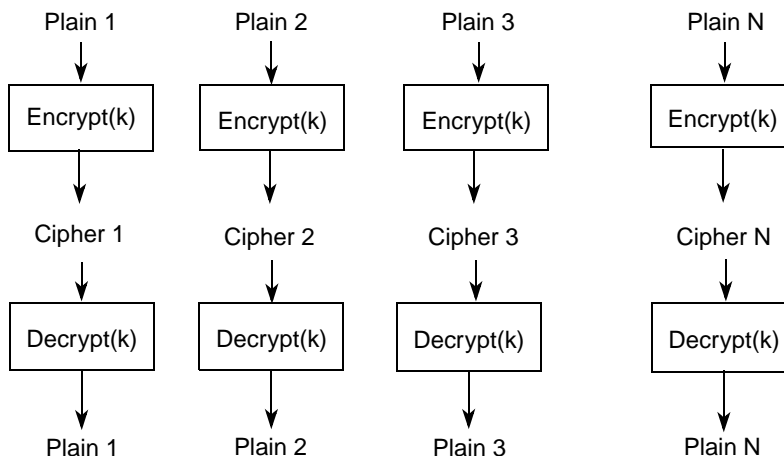 Plain 1 Plain 2 Plain 3 Plain N
Encrypt(k) Encrypt(k) Encrypt(k) Encrypt(k)
Cipher 1 Cipher 2 Cipher 3 Cipher N
Decrypt(k) Decrypt(k) Decrypt(k) Decrypt(k)
Plain 1 Plain 2 Plain 3 Plain N